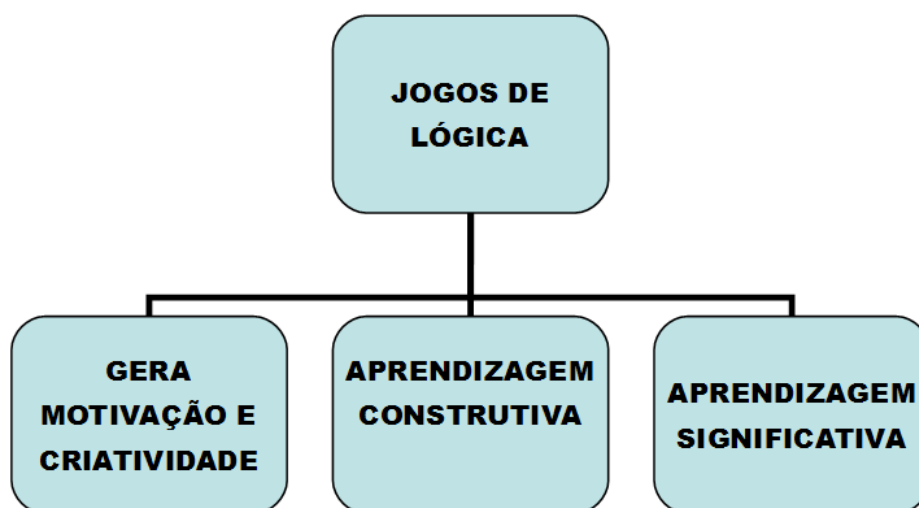 JOGOS DE
LÓGICA
GERA
MOTIVAÇÃO E
CRIATIVIDADE
APRENDIZAGEM
CONSTRUTIVA
APRENDIZAGEM
SIGNIFICATIVA